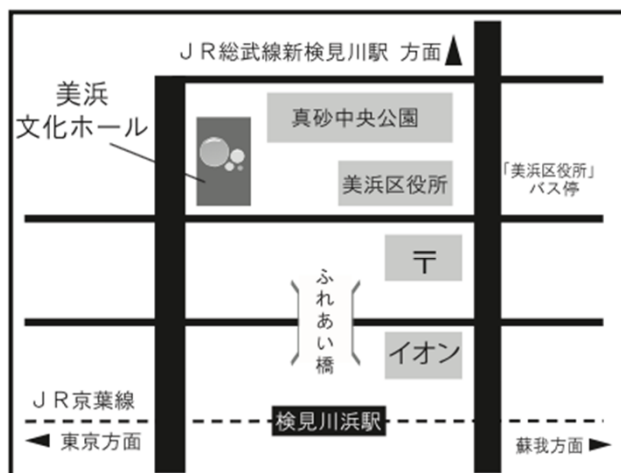 JR総武線新検見川駅 方面
美浜
文化ホール
真砂中央公園
美浜区役所
「美浜区役所」
バス停
〒
ふれあい橋
イオン
JR京葉線
検見川浜駅
東京方面
蘇我方面